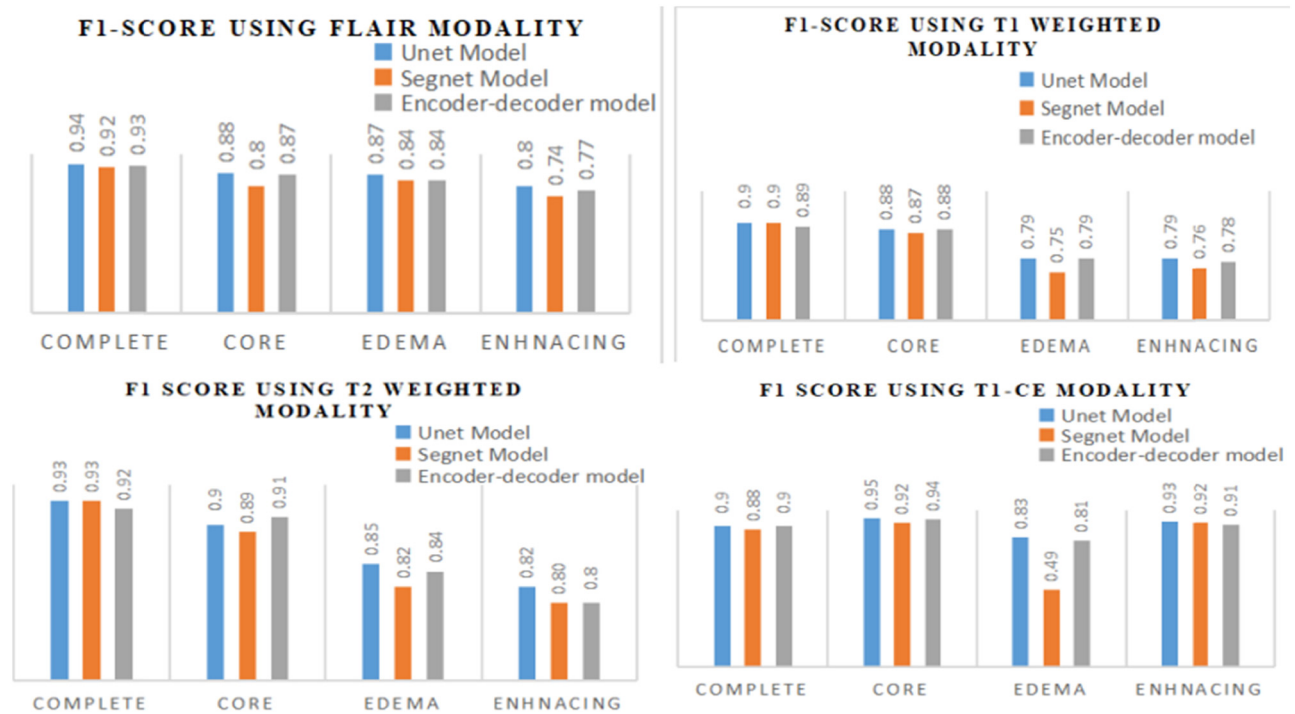 F1-SCORE USING FLAIR MODALITY
Unet Model
Segnet Model
Encoder-decoder model
0.94 0.92 0.93 0.88 0.8 0.87 0.87 0.84 0.84 0.8 0.74 0.77
COMPLETE CORE EDEMA ENHNACING
F1-SCORE USING T1 WEIGHTED
MODALITY
Unet Model
Segnet Model
Encoder-decoder model
0.9 0.9 0.89 0.88 0.87 0.88 0.79 0.75 0.79 0.79 0.76 0.78
COMPLETE CORE EDEMA ENHNACING
F1 SCORE USING T2 WEIGHTED
MODALITY
Unet Model
Segnet Model
Encoder-decoder model
0.93 0.93 0.92 0.9 0.89 0.91 0.85 0.82 0.84 0.82 0.80 0.8
COMPLETE CORE EDEMA ENHNACING
F1 SCORE USING T1-CE MODALITY
Unet Model
Segnet Model
Encoder-decoder model
0.9 0.88 0.9 0.95 0.92 0.94 0.83 0.49 0.81 0.93 0.92 0.91
COMPLETE CORE EDEMA ENHNACING